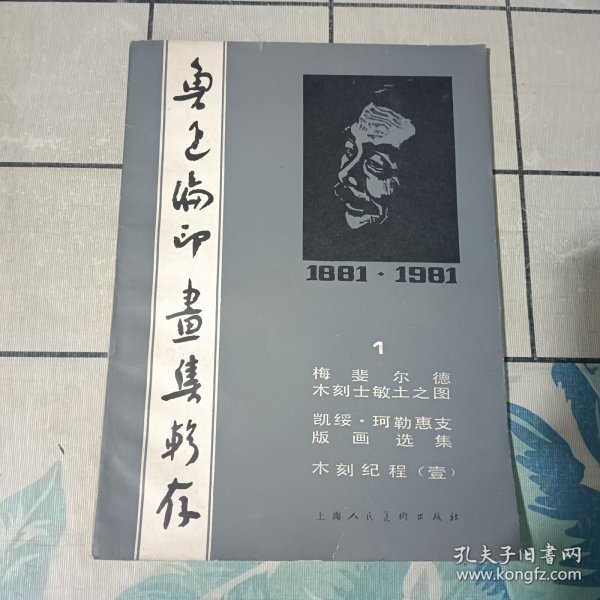 鲁迅编印画集辑存
1881·1981
1
梅斐尔德
木刻士敏土之图
凯绥·珂勒惠支
版画选集
木刻纪程(壹)
上海人民美術出版社
孔夫子旧书网
www.kongfz.com